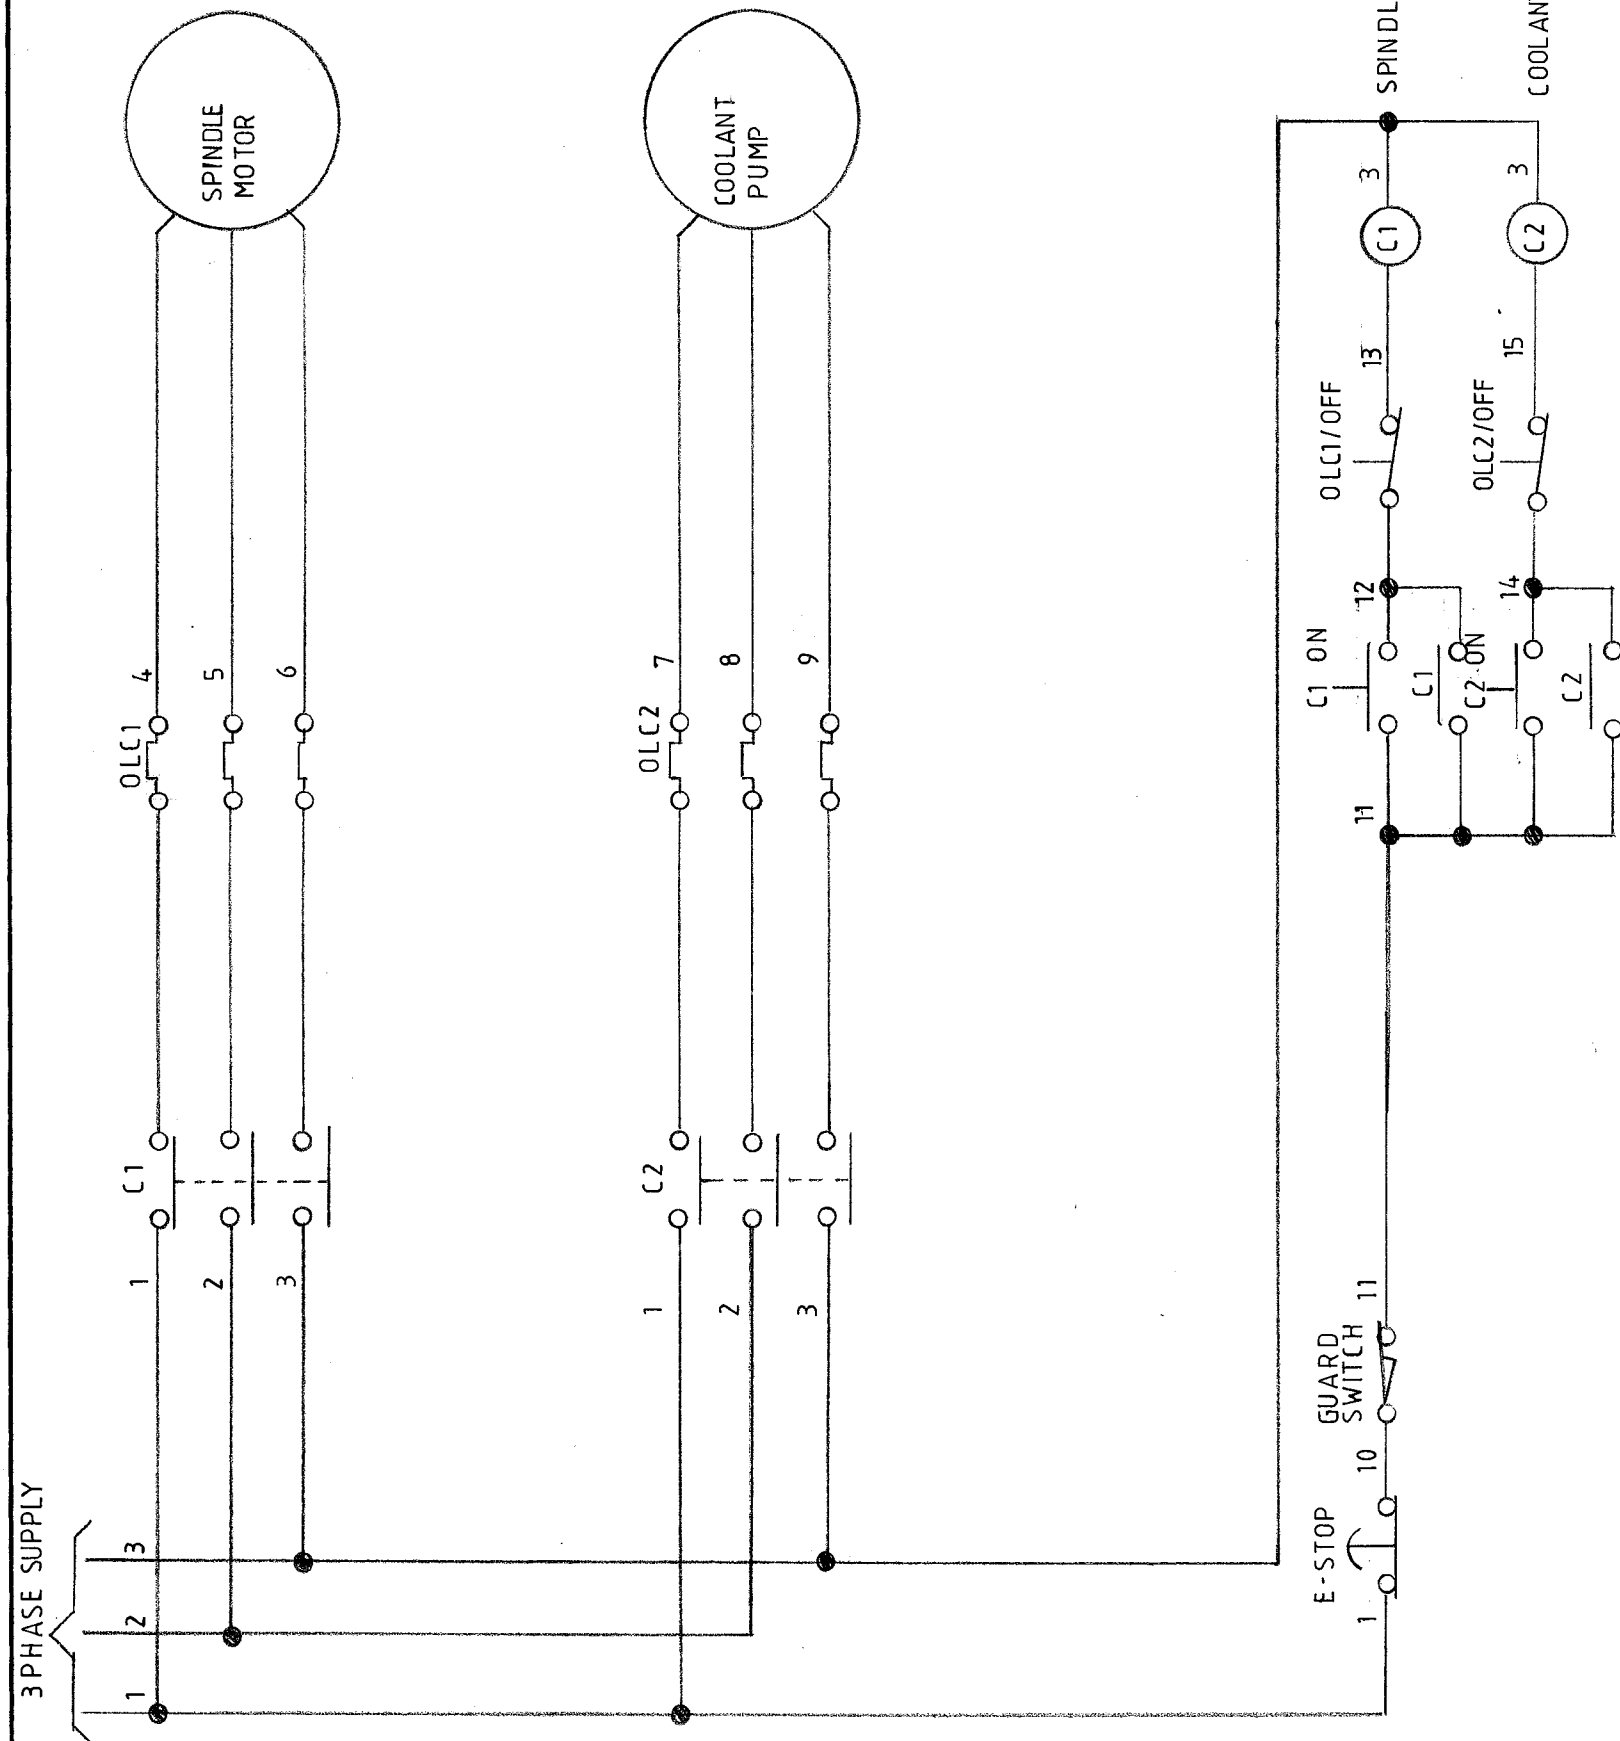 3 PHASE SUPPLY
1
2
3
1
2
3
C1
OLC1
4
5
6
SPINDLE
MOTOR
1
2
3
C2
OLC2
7
8
9
COOLANT
PUMP
1
E-STOP
10
GUARD
SWITCH
11
11
C1 ON
12
OLC1/OFF
13
C1
3
SPINDL
C1
C2 ON
14
OLC2/OFF
15
C2
3
COOLAN
C2